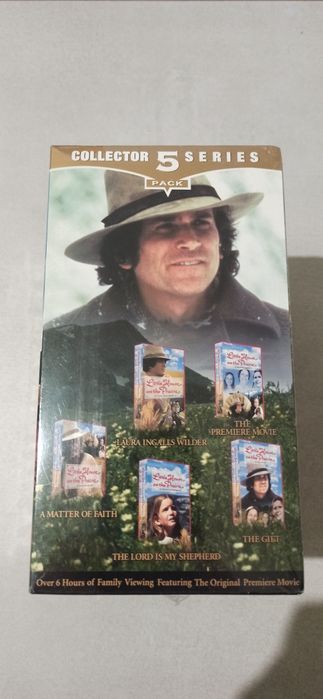 COLLECTOR 5 SERIES
PACK
Little House
on the Prairie
Little House
on the Prairie
LAURA INGALLS WILDER
THE
PREMIERE MOVIE
Little House
on the Prairie
A MATTER OF FAITH
Little House
on the Prairie
THE LORD IS MY SHEPHERD
Little House
on the Prairie
THE GIFT
Over 6 Hours of Family Viewing Featuring The Original Premiere Movie